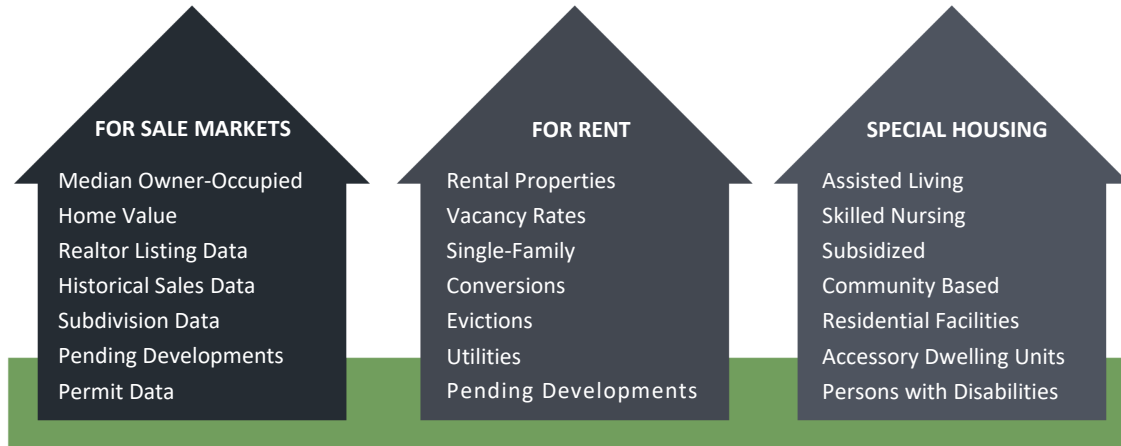 FOR SALE MARKETS
Median Owner-Occupied
Home Value
Realtor Listing Data
Historical Sales Data
Subdivision Data
Pending Developments
Permit Data
FOR RENT
Rental Properties
Vacancy Rates
Single-Family
Conversions
Evictions
Utilities
Pending Developments
SPECIAL HOUSING
Assisted Living
Skilled Nursing
Subsidized
Community Based
Residential Facilities
Accessory Dwelling Units
Persons with Disabilities